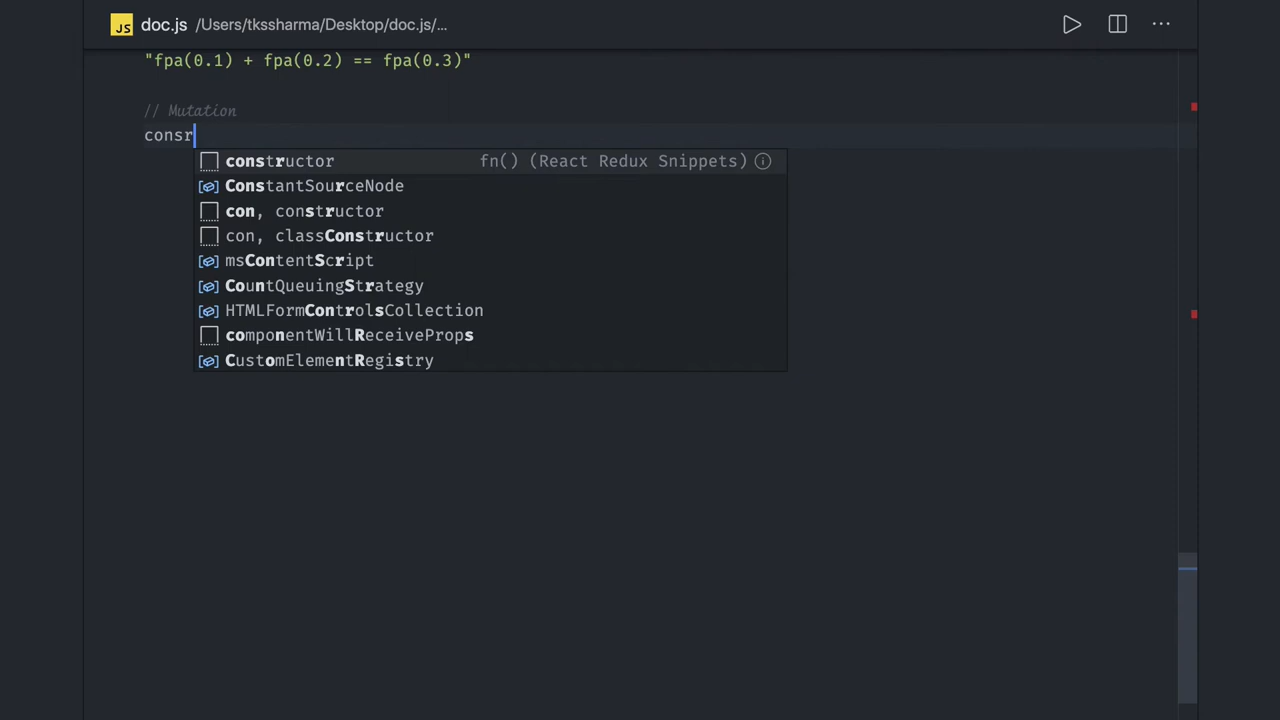 JS doc.js /Users/tkssharma/Desktop/doc.js/...
"fpa(0.1) + fpa(0.2) == fpa(0.3)"
// Mutation
consr
constructor fn() (React Redux Snippets)
ConstantSourceNode
con, constructor
con, classConstructor
msContentScript
CountQueuingStrategy
HTMLFormControlsCollection
componentWillReceiveProps
CustomElementRegistry